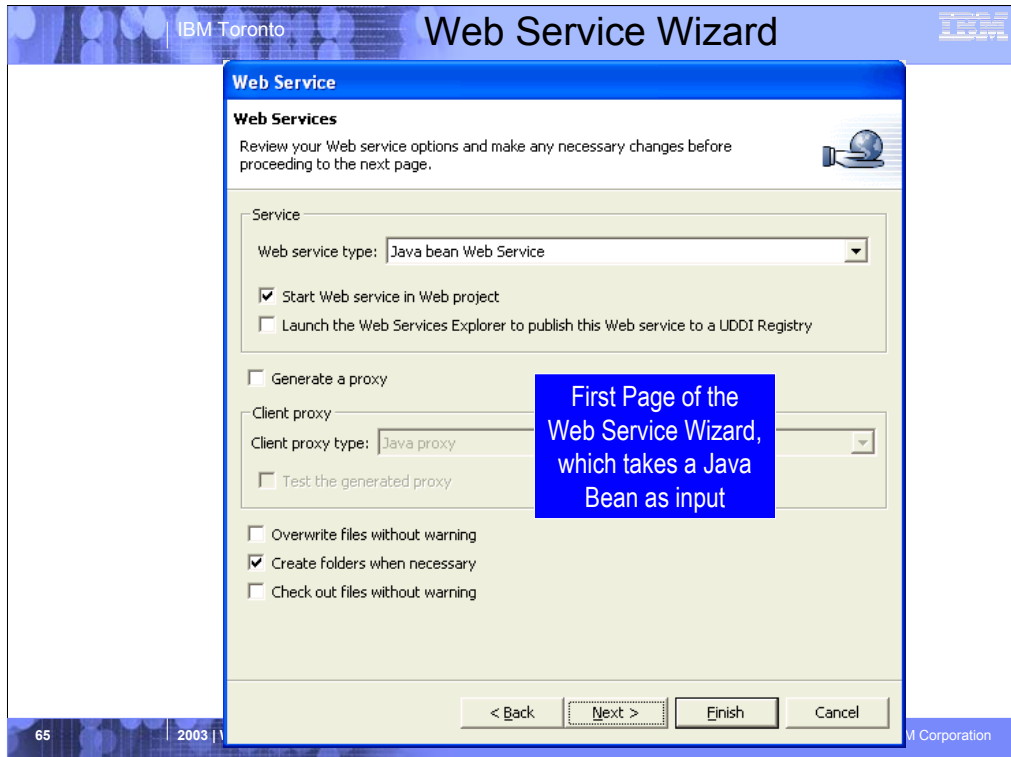 IBM Toronto
Web Service Wizard
IBM
Web Service
Web Services
Review your Web service options and make any necessary changes before
proceeding to the next page.
Service
Web service type: Java bean Web Service
Start Web service in Web project
Launch the Web Services Explorer to publish this Web service to a UDDI Registry
Generate a proxy
Client proxy
Client proxy type: Java proxy
Test the generated proxy
First Page of the
Web Service Wizard,
which takes a Java
Bean as input
Overwrite files without warning
Create folders when necessary
Check out files without warning
< Back
Next >
Finish
Cancel
65
2003 |
M Corporation